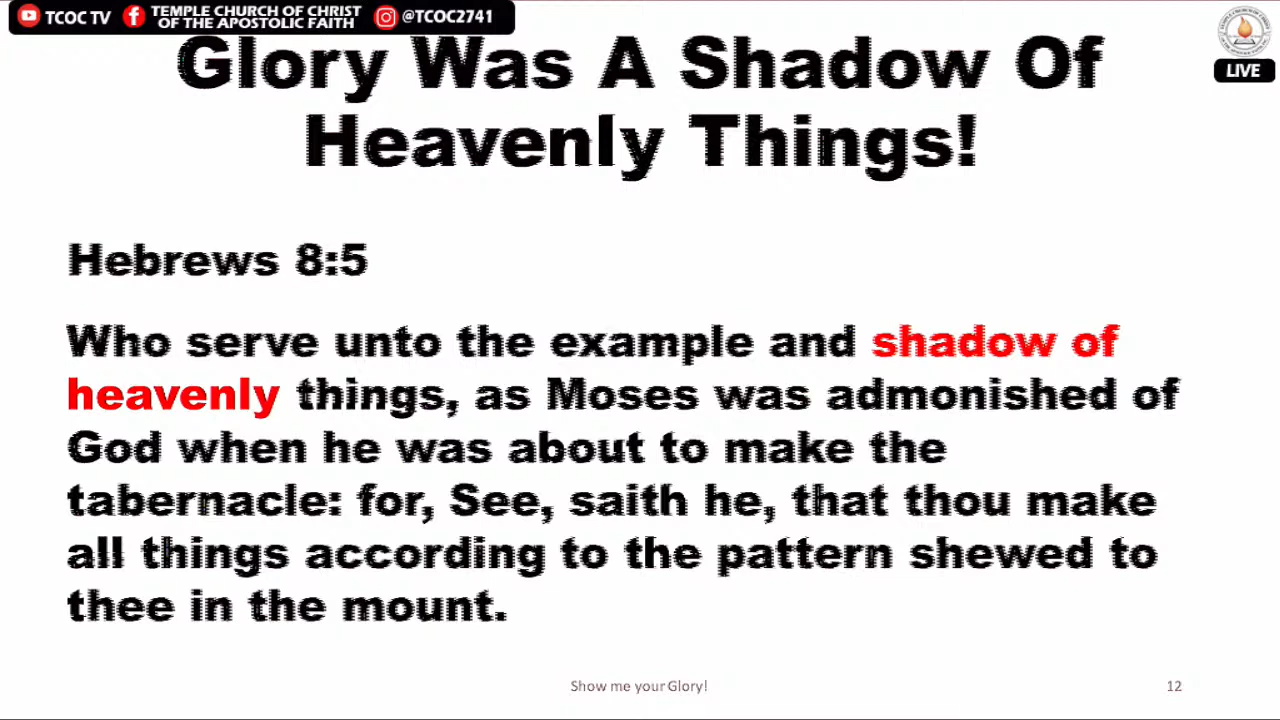 TCOC TV TEMPLE CHURCH OF CHRIST OF THE APOSTOLIC FAITH @TCOC2741
LIVE
Glory Was A Shadow Of
Heavenly Things!
Hebrews 8:5
Who serve unto the example and shadow of
heavenly things, as Moses was admonished of
God when he was about to make the
tabernacle: for, See, saith he, that thou make
all things according to the pattern shewed to
thee in the mount.
Show me your Glory!
12